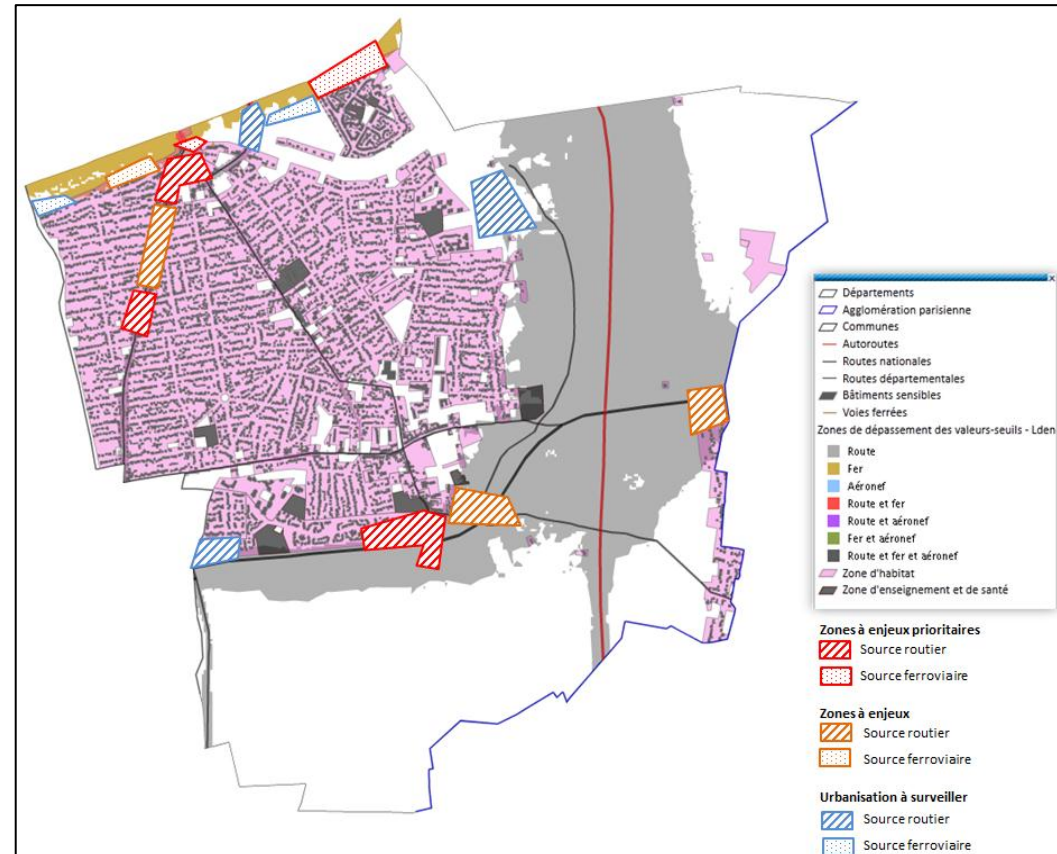 x
Départements
Agglomération parisienne
Communes
Autoroutes
Routes nationales
Routes départementales
Bâtiments sensibles
Voies ferrées
Zones de dépassement des valeurs-seuils - Lden
Route
Fer
Aéronef
Route et fer
Route et aéronef
Fer et aéronef
Route et fer et aéronef
Zone d'habitat
Zone d'enseignement et de santé
Zones à enjeux prioritaires
Source routier
Source ferroviaire
Zones à enjeux
Source routier
Source ferroviaire
Urbanisation à surveiller
Source routier
Source ferroviaire